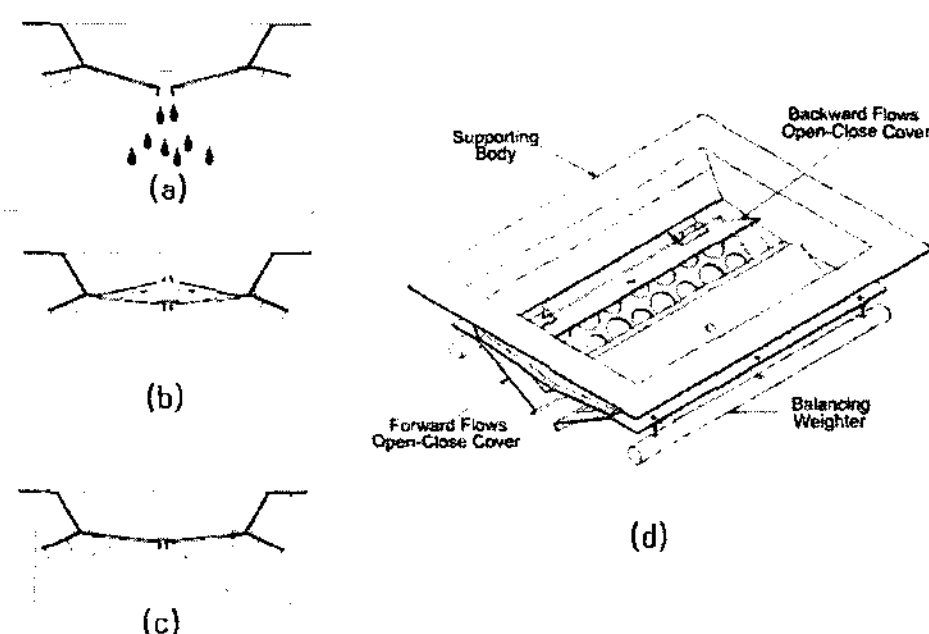 (a)
(b)
(c)
Supporting
Body
Backward Flows
Open-Close Cover
Forward Flows
Open-Close Cover
Balancing
Weighter
(d)